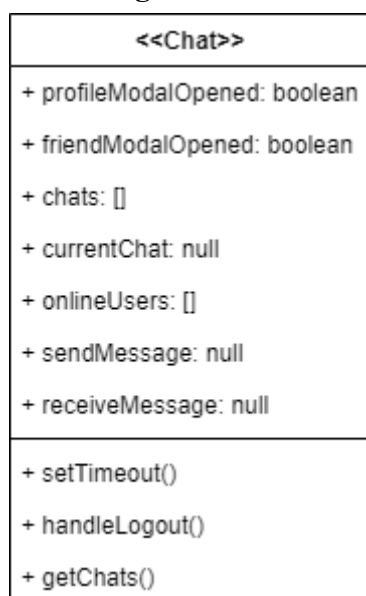 <<Chat>>
+ profileModalOpened: boolean
+ friendModalOpened: boolean
+ chats: []
+ currentChat: null
+ onlineUsers: []
+ sendMessage: null
+ receiveMessage: null
+ setTimeout()
+ handleLogout()
+ getChats()